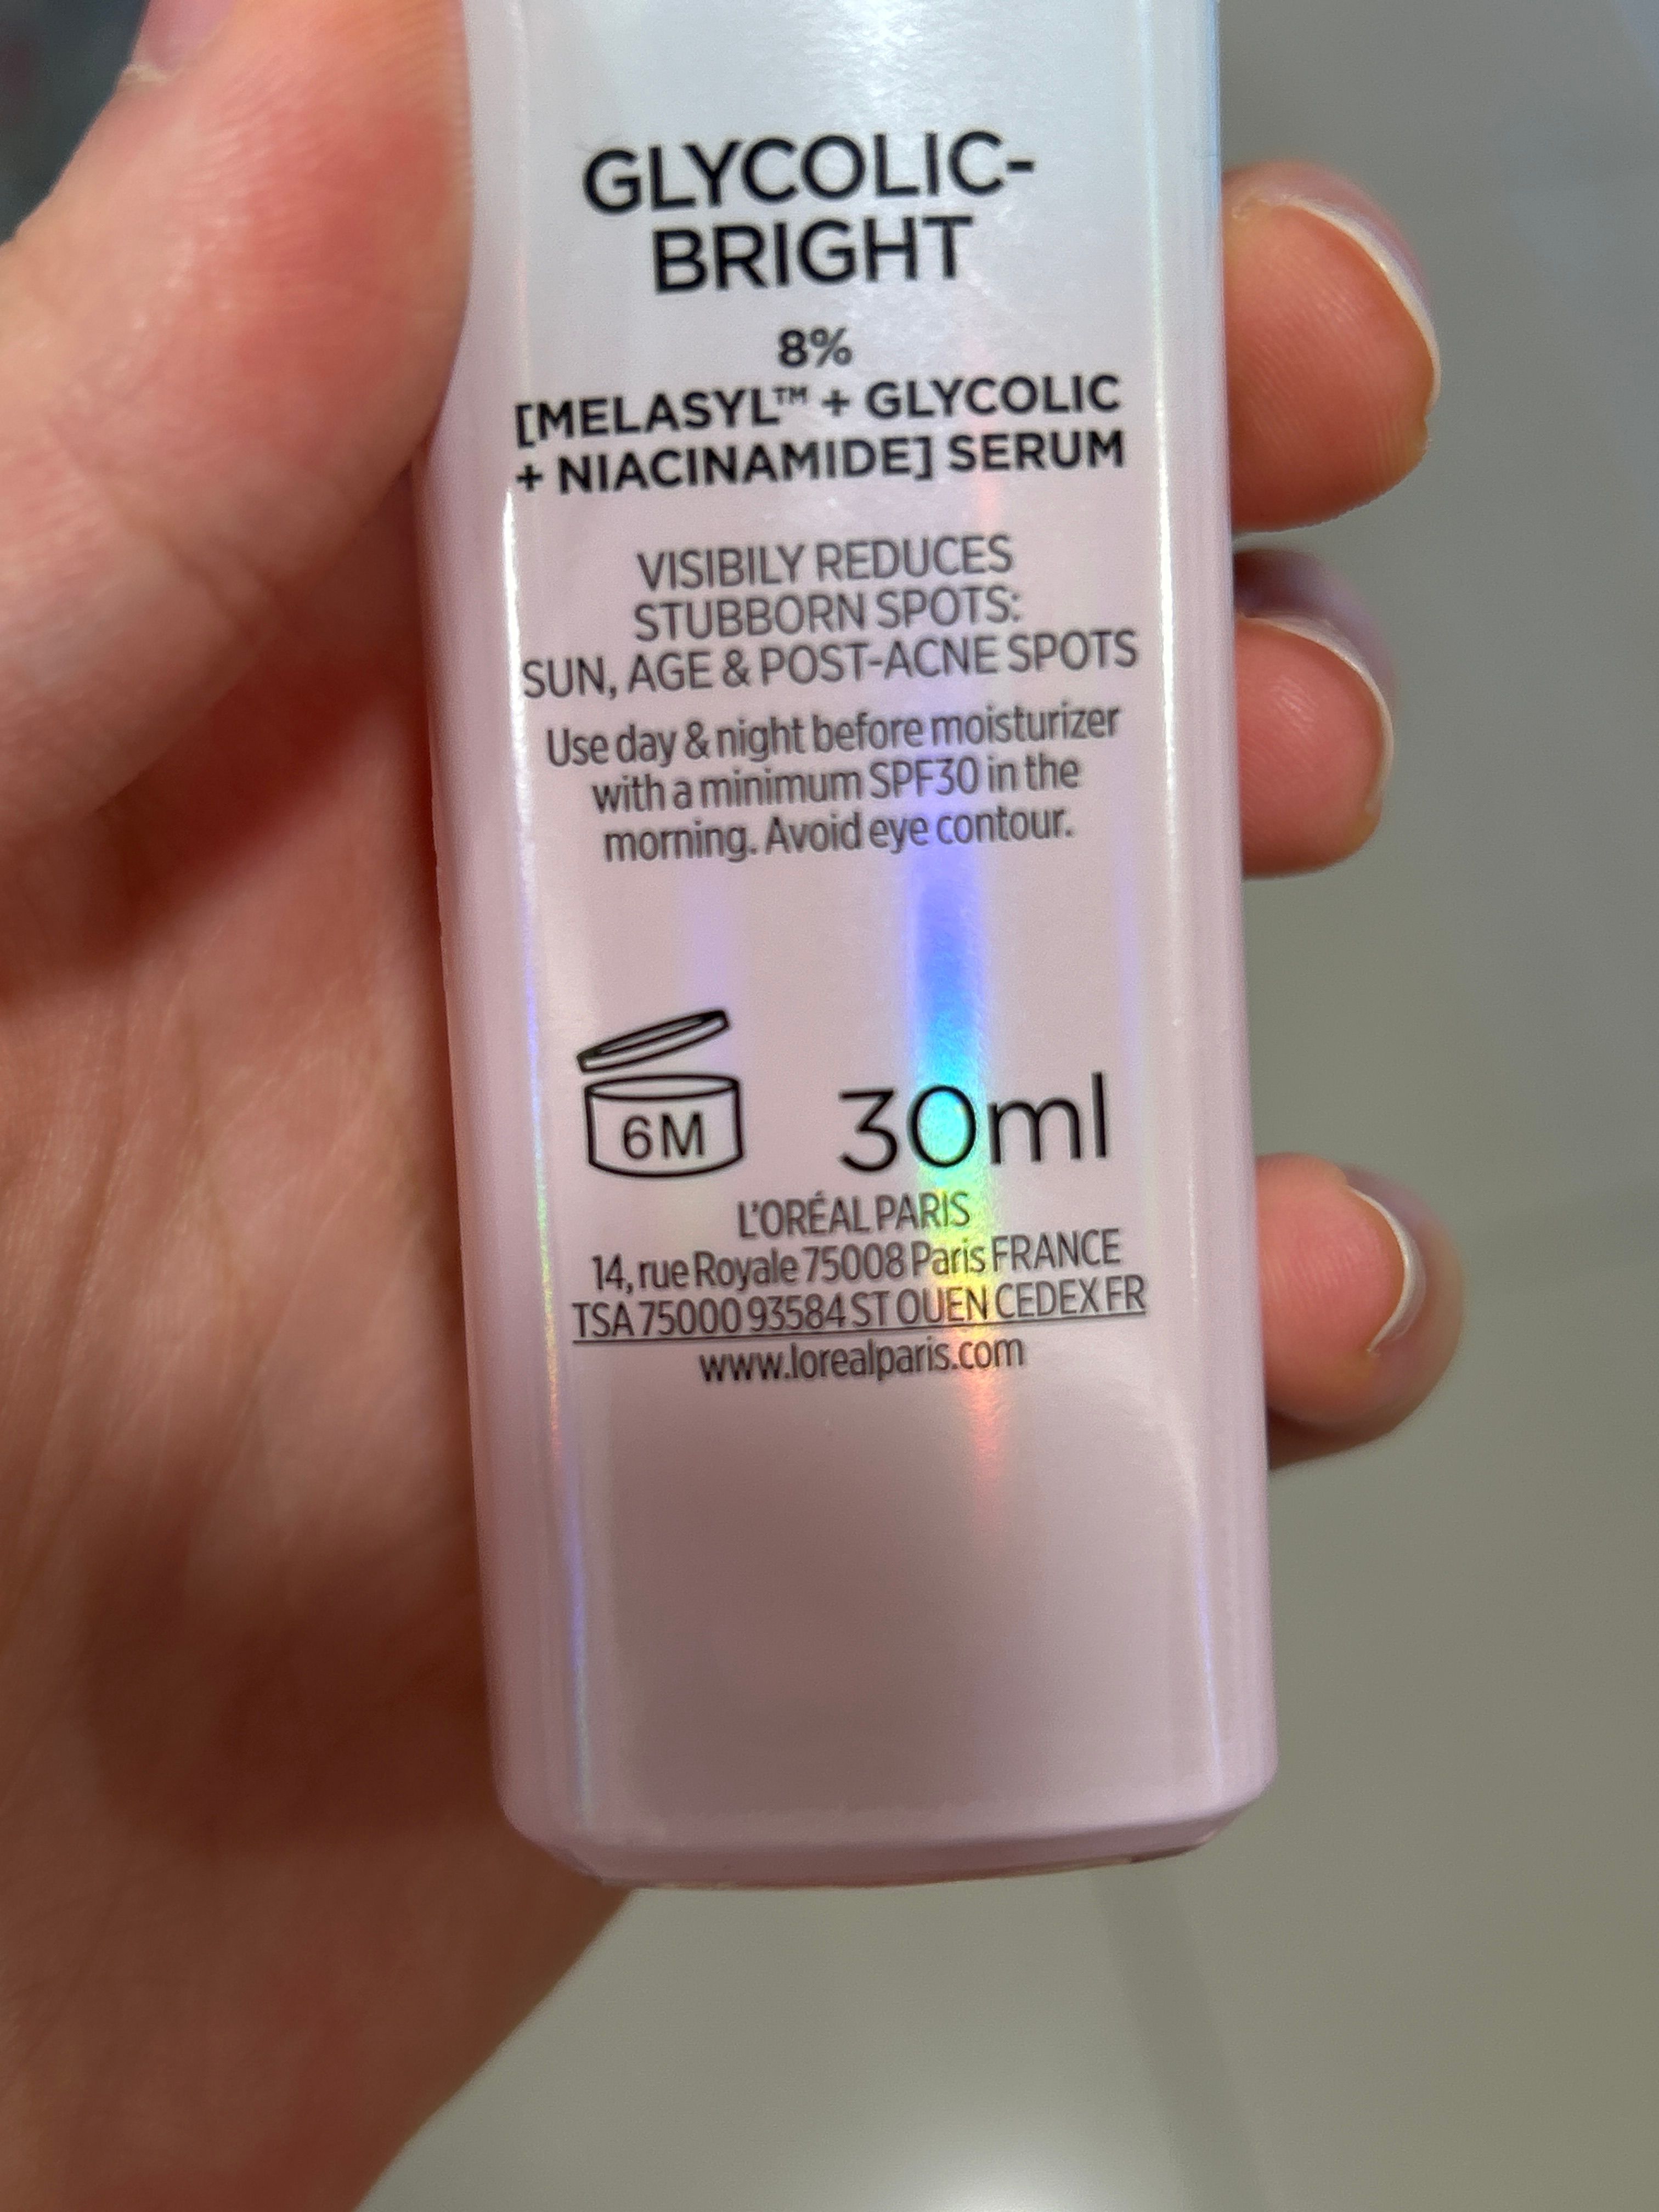 GLYCOLIC-
BRIGHT
8%
[MELASYL™ + GLYCOLIC
+ NIACINAMIDE] SERUM
VISIBILY REDUCES
STUBBORN SPOTS:
SUN, AGE & POST-ACNE SPOTS
Use day & night before moisturizer
with a minimum SPF30 in the
morning. Avoid eye contour.
6M
30ml
L'ORÉAL PARIS
14, rue Royale 75008 Paris FRANCE
TSA 75000 93584 ST OUEN CEDEX FR
www.lorealparis.com